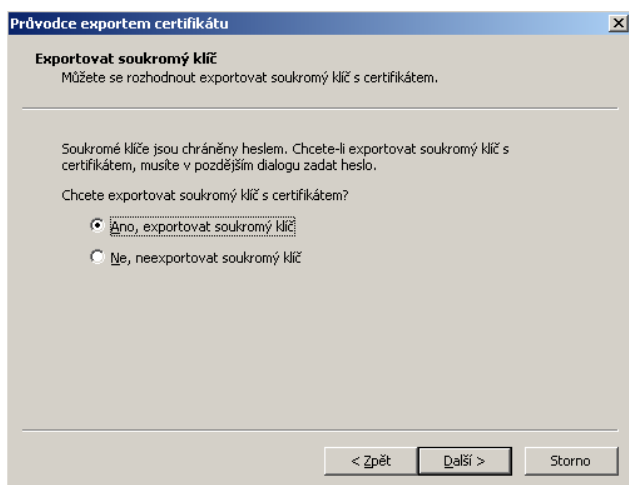 Průvodce exportem certifikátu
Exportovat soukromý klíč
Můžete se rozhodnout exportovat soukromý klíč s certifikátem.
Soukromé klíče jsou chráněny heslem. Chcete-li exportovat soukromý klíč s
certifikátem, musíte v pozdějším dialogu zadat heslo.
Chcete exportovat soukromý klíč s certifikátem?
Ano, exportovat soukromý klíč
Ne, neexportovat soukromý klíč
< Zpět Další > Storno